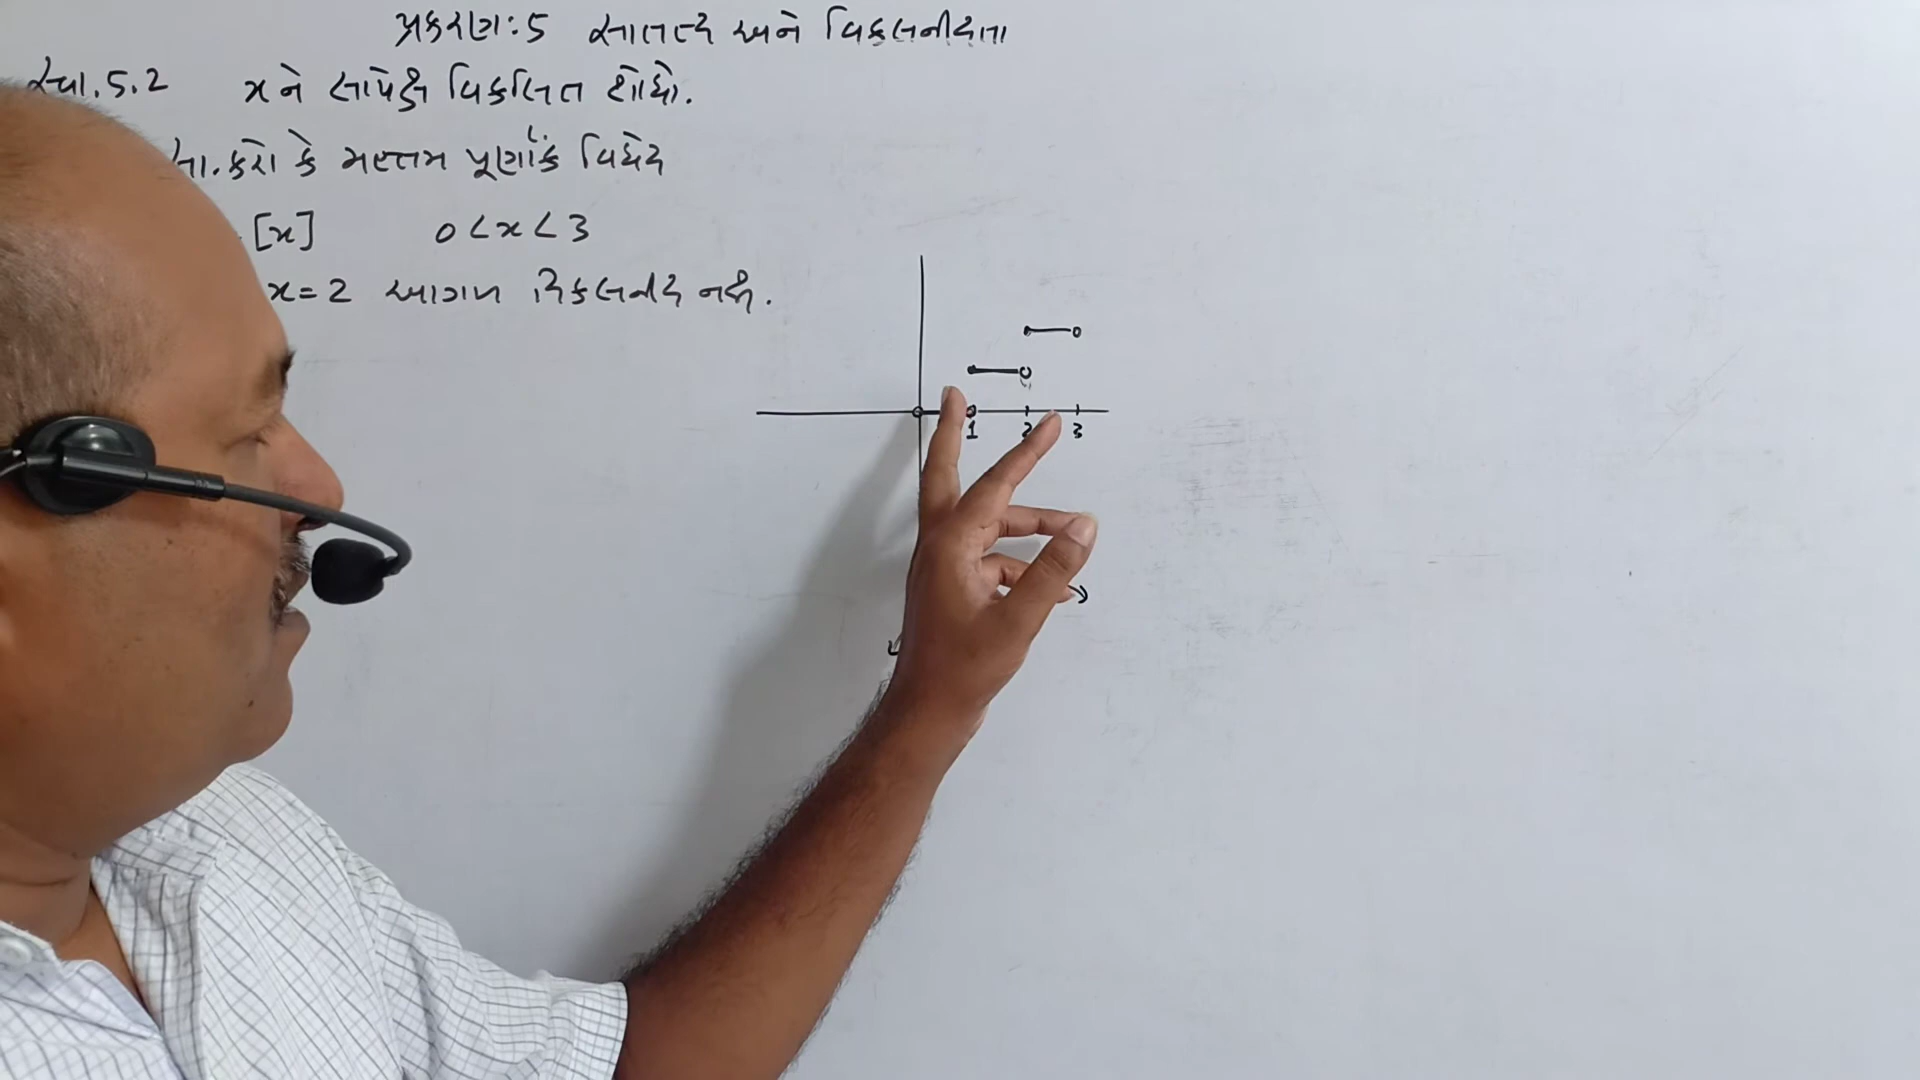 પ્રકરણ:5 સાતત્ય અને વિકલનીયતા
સ્વા.5.2 x ને સાપેક્ષ વિકલિત શોધો.
સા.કરો કે મહત્તમ પૂર્ણાંક વિધેય
[x] 0<x<3
x=2 આગળ વિકલનીય નથી.
1 2 3